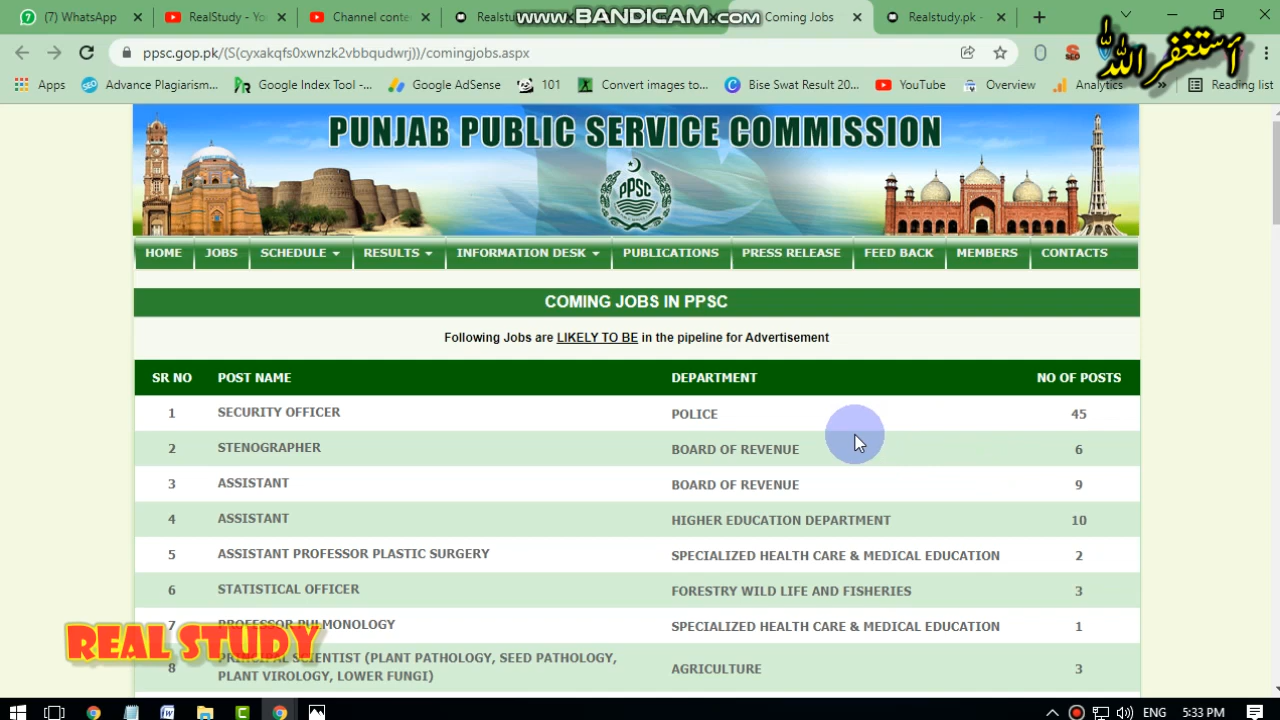 WhatsApp
RealStudy - Yo
Channel conte
Realstu
www.BANDICAM.com
Coming Jobs
Realstudy.pk -
أستغفر الله
ppsc.gop.pk/(S(cyxakqfs0xwnzk2vbbqudwrj))/comingjobs.aspx
Apps
Advance Plagiarism...
Google Index Tool -...
Google AdSense
101
Convert images to...
Bise Swat Result 20...
YouTube
Overview
Analytics
»
Reading list
PUNJAB PUBLIC SERVICE COMMISSION
PPSC
HOME
JOBS
SCHEDULE
RESULTS
INFORMATION DESK
PUBLICATIONS
PRESS RELEASE
FEED BACK
MEMBERS
CONTACTS
COMING JOBS IN PPSC
Following Jobs are LIKELY TO BE in the pipeline for Advertisement
SR NO POST NAME DEPARTMENT NO OF POSTS
1 SECURITY OFFICER POLICE 45
2 STENOGRAPHER BOARD OF REVENUE 6
3 ASSISTANT BOARD OF REVENUE 9
4 ASSISTANT HIGHER EDUCATION DEPARTMENT 10
5 ASSISTANT PROFESSOR PLASTIC SURGERY SPECIALIZED HEALTH CARE & MEDICAL EDUCATION 2
6 STATISTICAL OFFICER FORESTRY WILD LIFE AND FISHERIES 3
7 PROFESSOR PULMONOLOGY SPECIALIZED HEALTH CARE & MEDICAL EDUCATION 1
REAL STUDY
8 PRINCIPAL SCIENTIST (PLANT PATHOLOGY, SEED PATHOLOGY,
PLANT VIROLOGY, LOWER FUNGI) AGRICULTURE 3
ENG 5:33 PM